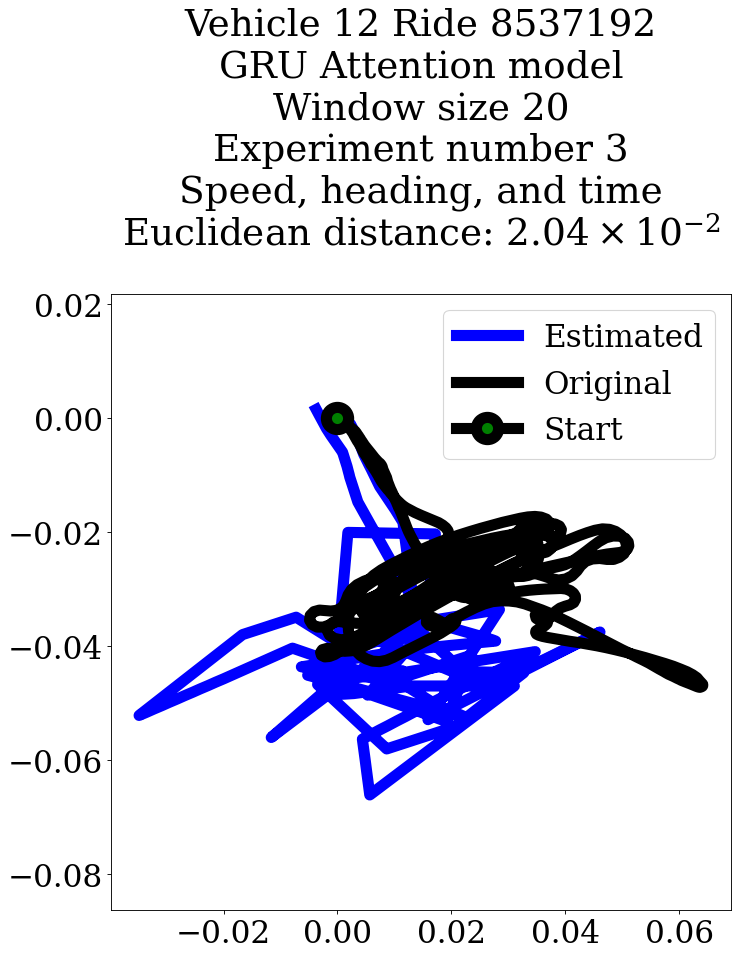 Vehicle 12 Ride 8537192
GRU Attention model
Window size 20
Experiment number 3
Speed, heading, and time
Euclidean distance: 2.04 × 10⁻²
Estimated
Original
Start
0.02
0.00
−0.02
−0.04
−0.06
−0.08
−0.02 0.00 0.02 0.04 0.06